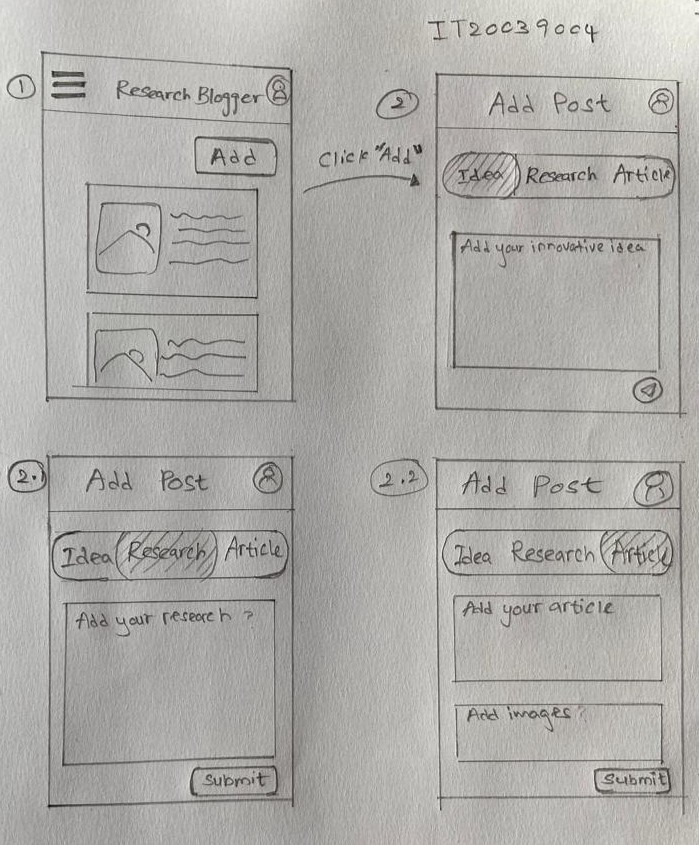 IT20039004
1
Research Blogger
Add
Click "Add"
2
Add Post
Idea Research Article
Add your innovative idea
2.1
Add Post
Idea Research Article
Add your research ?
Submit
2.2
Add Post
Idea Research Article
Add your article
Add images ?
Submit